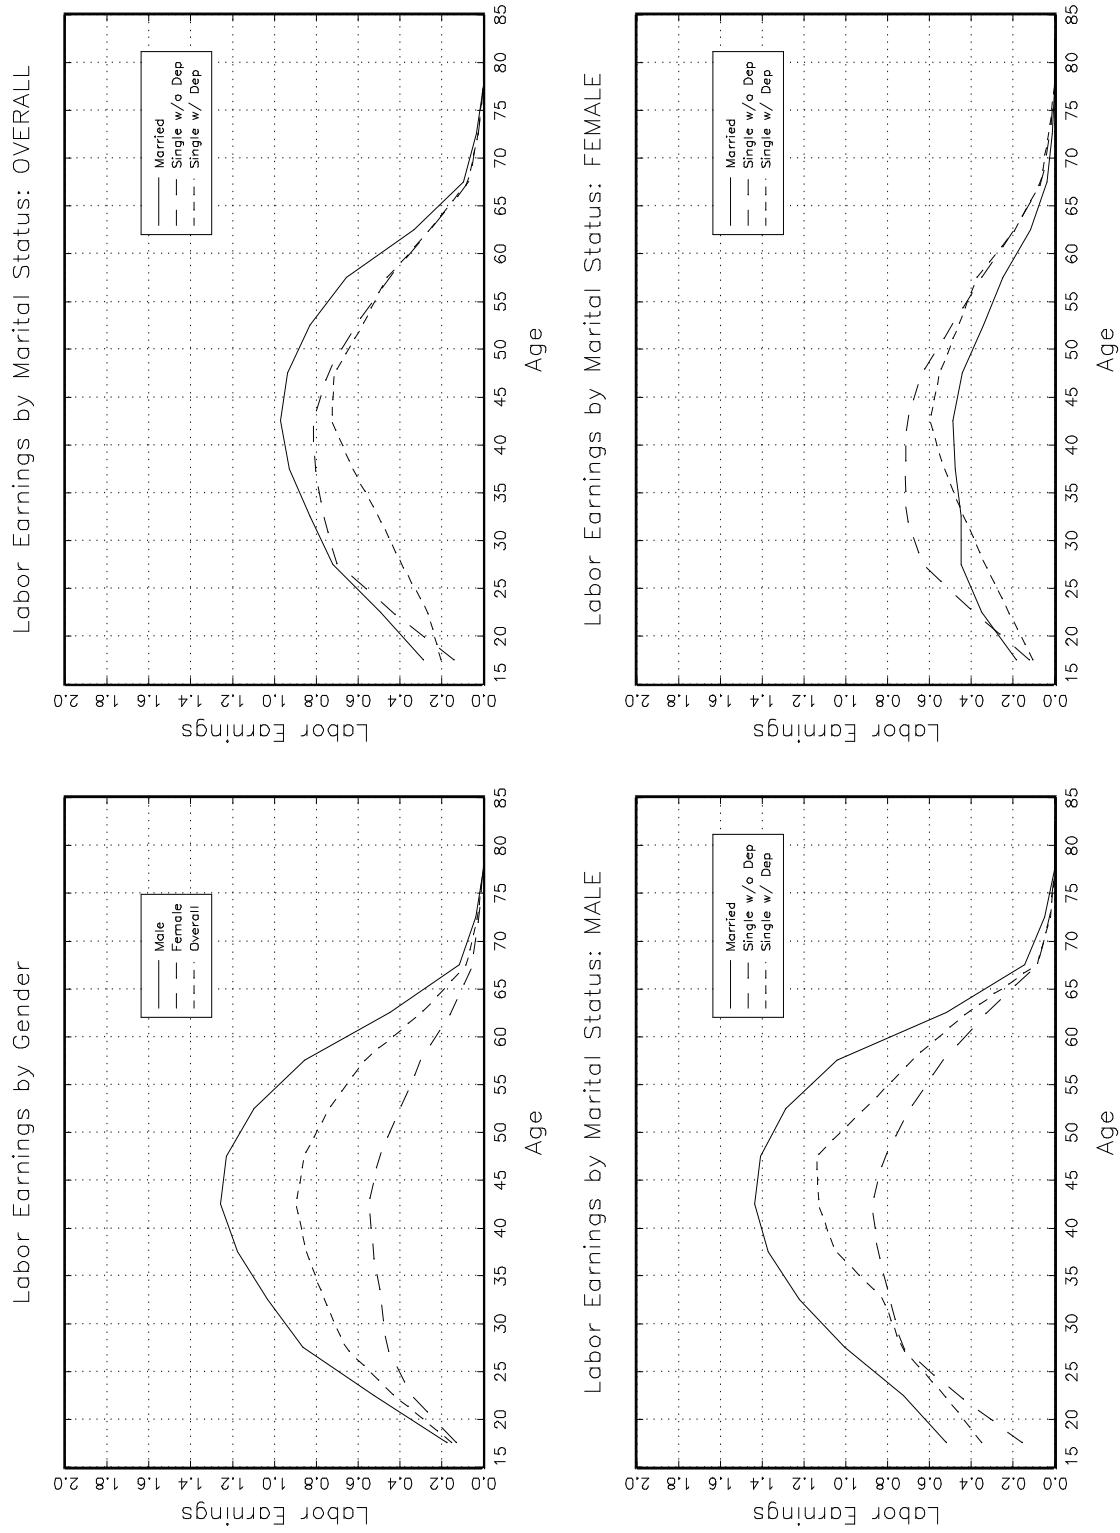 Labor Earnings by Gender
Labor Earnings
2.0
1.8
1.6
1.4
1.2
1.0
0.8
0.6
0.4
0.2
0.0
Male
Female
Overall
15 20 25 30 35 40 45 50 55 60 65 70 75 80 85
Age
Labor Earnings by Marital Status: OVERALL
Labor Earnings
2.0
1.8
1.6
1.4
1.2
1.0
0.8
0.6
0.4
0.2
0.0
Married
Single w/o Dep
Single w/ Dep
15 20 25 30 35 40 45 50 55 60 65 70 75 80 85
Age
Labor Earnings by Marital Status: MALE
Labor Earnings
2.0
1.8
1.6
1.4
1.2
1.0
0.8
0.6
0.4
0.2
0.0
Married
Single w/o Dep
Single w/ Dep
15 20 25 30 35 40 45 50 55 60 65 70 75 80 85
Age
Labor Earnings by Marital Status: FEMALE
Labor Earnings
2.0
1.8
1.6
1.4
1.2
1.0
0.8
0.6
0.4
0.2
0.0
Married
Single w/o Dep
Single w/ Dep
15 20 25 30 35 40 45 50 55 60 65 70 75 80 85
Age